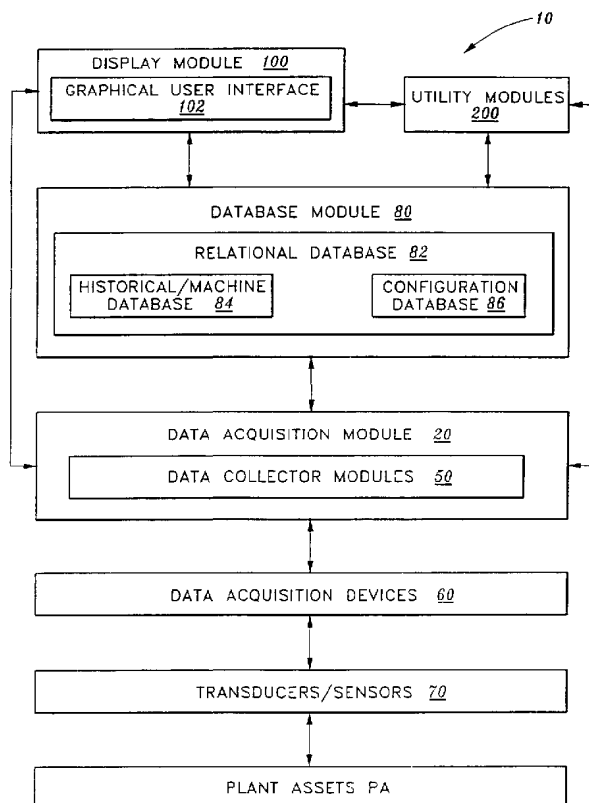 10
DISPLAY MODULE 100
GRAPHICAL USER INTERFACE
102
UTILITY MODULES
200
DATABASE MODULE 80
RELATIONAL DATABASE 82
HISTORICAL/MACHINE
DATABASE 84
CONFIGURATION
DATABASE 86
DATA ACQUISITION MODULE 20
DATA COLLECTOR MODULES 50
DATA ACQUISITION DEVICES 60
TRANSDUCERS/SENSORS 70
PLANT ASSETS PA